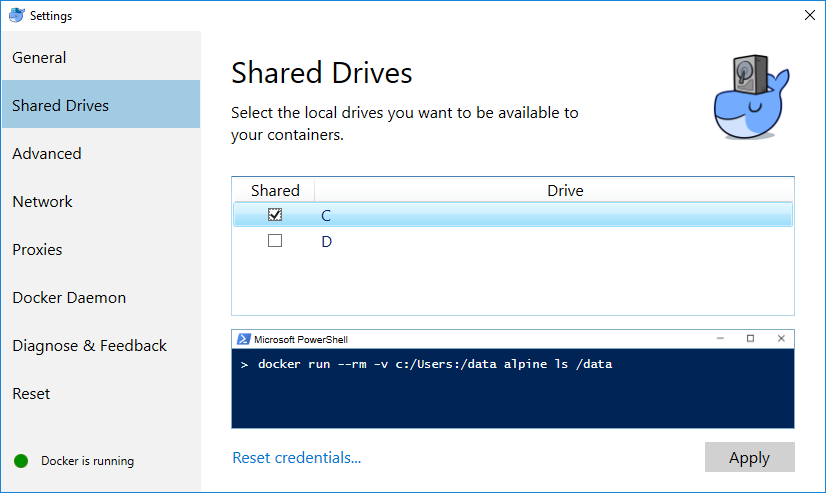 Settings
General
Shared Drives
Advanced
Network
Proxies
Docker Daemon
Diagnose & Feedback
Reset
Docker is running
Shared Drives
Select the local drives you want to be available to
your containers.
Shared Drive
C
D
Microsoft PowerShell
> docker run --rm -v c:/Users:/data alpine ls /data
Reset credentials...
Apply